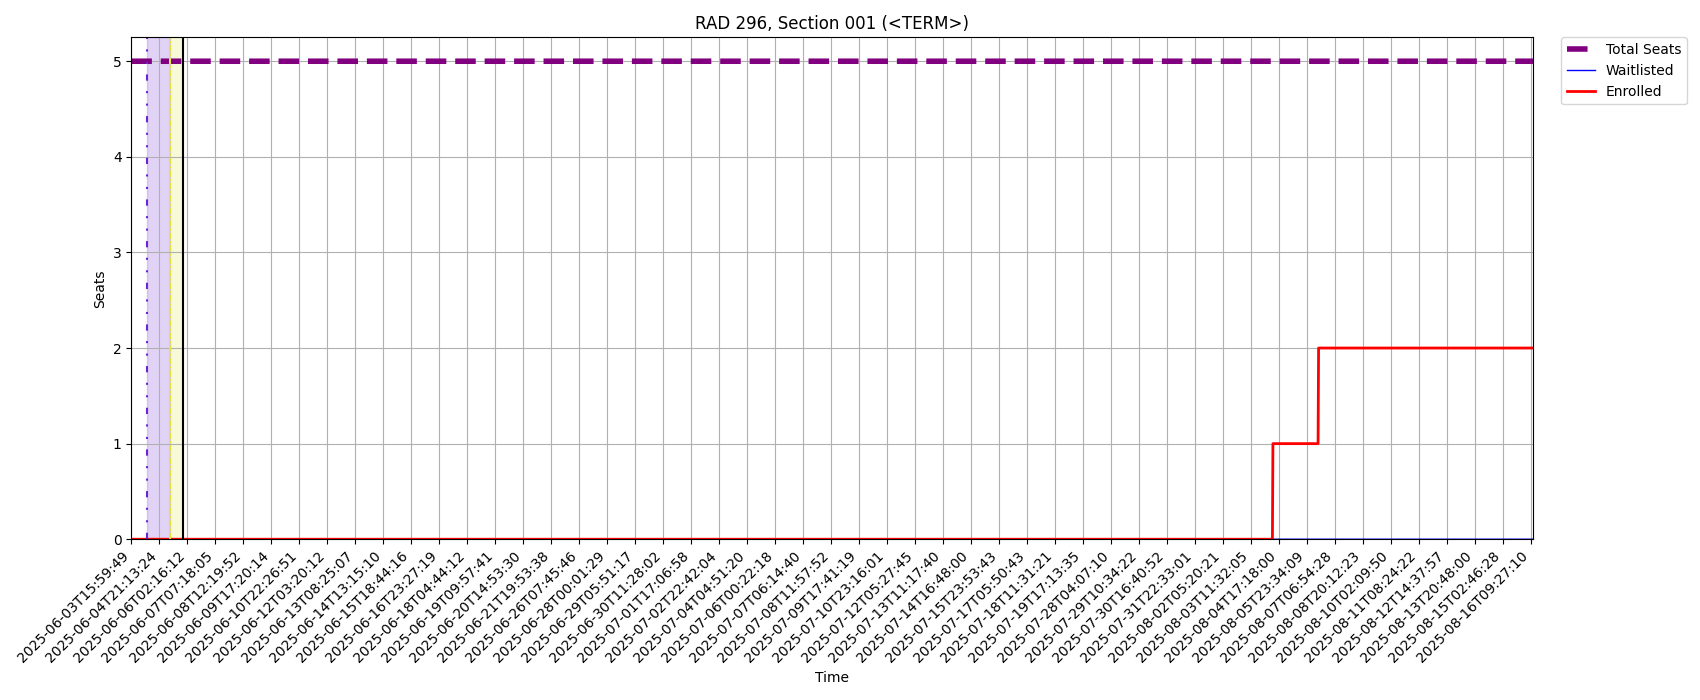 RAD 296, Section 001 (<TERM>)
Total Seats
Waitlisted
Enrolled
Seats
5
4
3
2
1
0
2025-06-03T15:59:49
2025-06-04T21:13:24
2025-06-06T02:16:12
2025-06-07T07:18:05
2025-06-08T12:19:52
2025-06-09T17:20:14
2025-06-10T22:26:51
2025-06-12T03:20:12
2025-06-13T08:25:07
2025-06-14T13:15:10
2025-06-15T18:44:16
2025-06-16T23:27:19
2025-06-18T04:44:12
2025-06-19T09:57:41
2025-06-20T14:53:30
2025-06-21T19:53:38
2025-06-26T07:45:46
2025-06-28T00:01:29
2025-06-29T05:51:17
2025-06-30T11:28:02
2025-07-01T17:06:58
2025-07-02T22:42:04
2025-07-04T04:51:20
2025-07-06T00:22:18
2025-07-07T06:14:40
2025-07-08T11:57:52
2025-07-09T17:41:19
2025-07-10T23:16:01
2025-07-12T05:27:45
2025-07-13T11:17:40
2025-07-14T16:48:00
2025-07-15T23:53:43
2025-07-17T05:50:43
2025-07-18T11:31:21
2025-07-19T17:13:35
2025-07-28T04:07:10
2025-07-29T10:34:22
2025-07-30T16:40:52
2025-07-31T22:33:01
2025-08-02T05:20:21
2025-08-03T11:32:05
2025-08-04T17:18:00
2025-08-05T23:34:09
2025-08-07T06:54:28
2025-08-08T20:12:23
2025-08-10T02:09:50
2025-08-11T08:24:22
2025-08-12T14:37:57
2025-08-13T20:48:00
2025-08-15T02:46:28
2025-08-16T09:27:10
Time